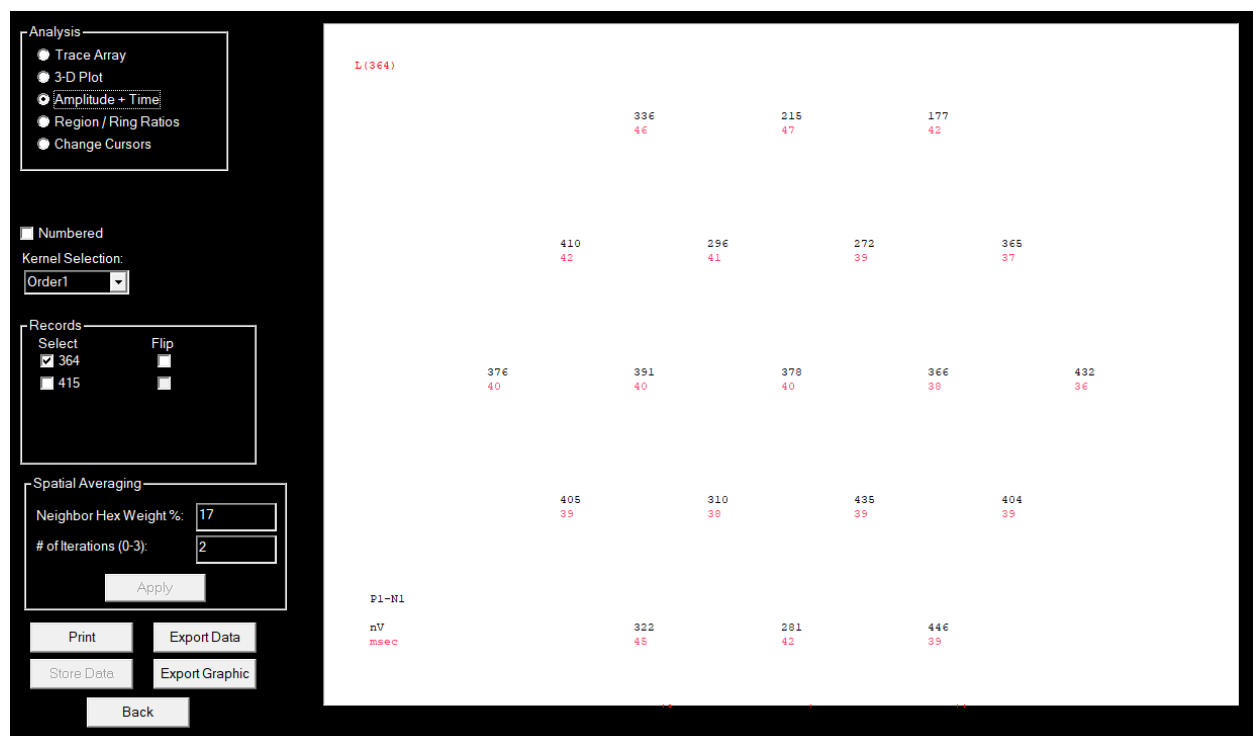 Analysis
Trace Array
3-D Plot
Amplitude + Time
Region / Ring Ratios
Change Cursors
Numbered
Kernel Selection:
Order1
Records
Select Flip
364
415
Spatial Averaging
Neighbor Hex Weight %: 17
# of Iterations (0-3): 2
Apply
Print Export Data
Store Data Export Graphic
Back
L(364)
336 215 177
46 47 42
410 296 272 365
42 41 39 37
376 391 378 366 432
40 40 40 38 36
405 310 435 404
39 38 39 39
P1-N1
nV 322 281 446
msec 45 42 39